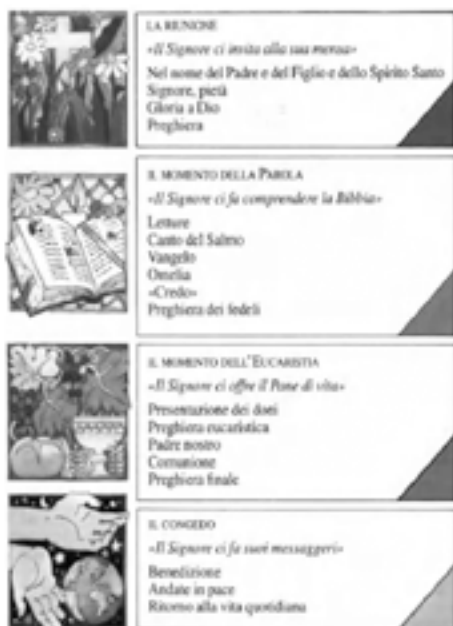 LA RIUNIONE
«Il Signore ci invita alla sua mensa»
Nel nome del Padre e del Figlio e dello Spirito Santo
Signore, pietà
Gloria a Dio
Preghiera
IL MOMENTO DELLA PAROLA
«Il Signore ci fa comprendere la Bibbia»
Letture
Canto del Salmo
Vangelo
Omelia
«Credo»
Preghiera dei fedeli
IL MOMENTO DELL'EUCARISTIA
«Il Signore ci offre il Pane di vita»
Presentazione dei doni
Preghiera eucaristica
Padre nostro
Comunione
Preghiera finale
IL CONGEDO
«Il Signore ci fa suoi messaggeri»
Benedizione
Andate in pace
Ritorno alla vita quotidiana